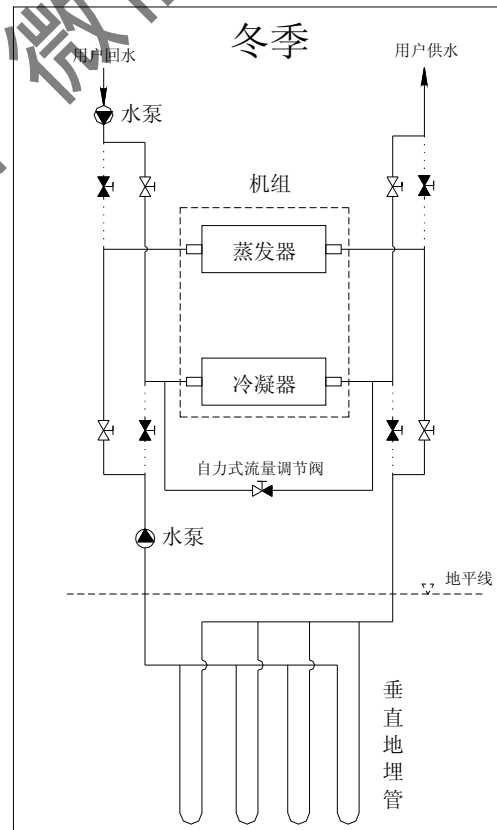 冬季
用户回水
用户供水
水泵
机组
蒸发器
冷凝器
自力式流量调节阀
水泵
地平线
垂直地埋管